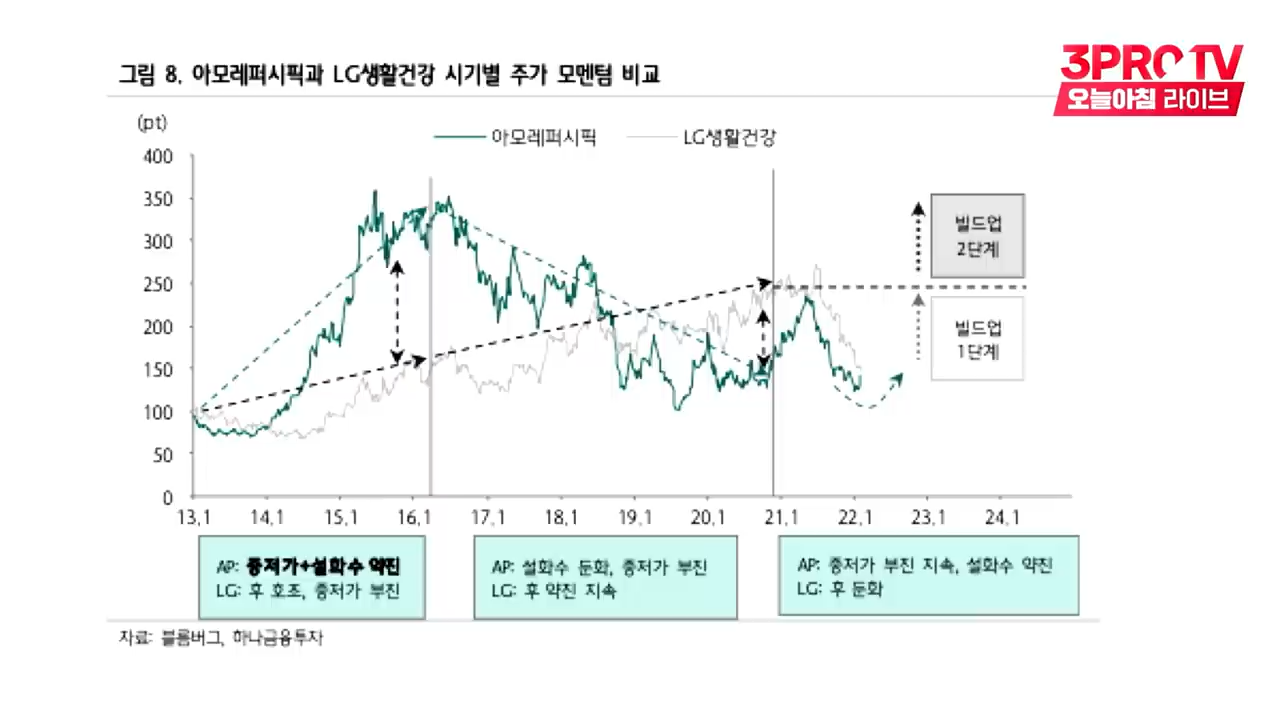 3PRO TV
오늘아침 라이브
그림 8. 아모레퍼시픽과 LG생활건강 시기별 주가 모멘텀 비교
(pt)
아모레퍼시픽 LG생활건강
400
350
300
250
200
150
100
50
0
빌드업
2단계
빌드업
1단계
13.1 14.1 15.1 16.1 17.1 18.1 19.1 20.1 21.1 22.1 23.1 24.1
AP: 중저가+설화수 약진
LG: 후 호조, 중저가 부진
AP: 설화수 둔화, 중저가 부진
LG: 후 약진 지속
AP: 중저가 부진 지속, 설화수 약진
LG: 후 둔화
자료: 블룸버그, 하나금융투자